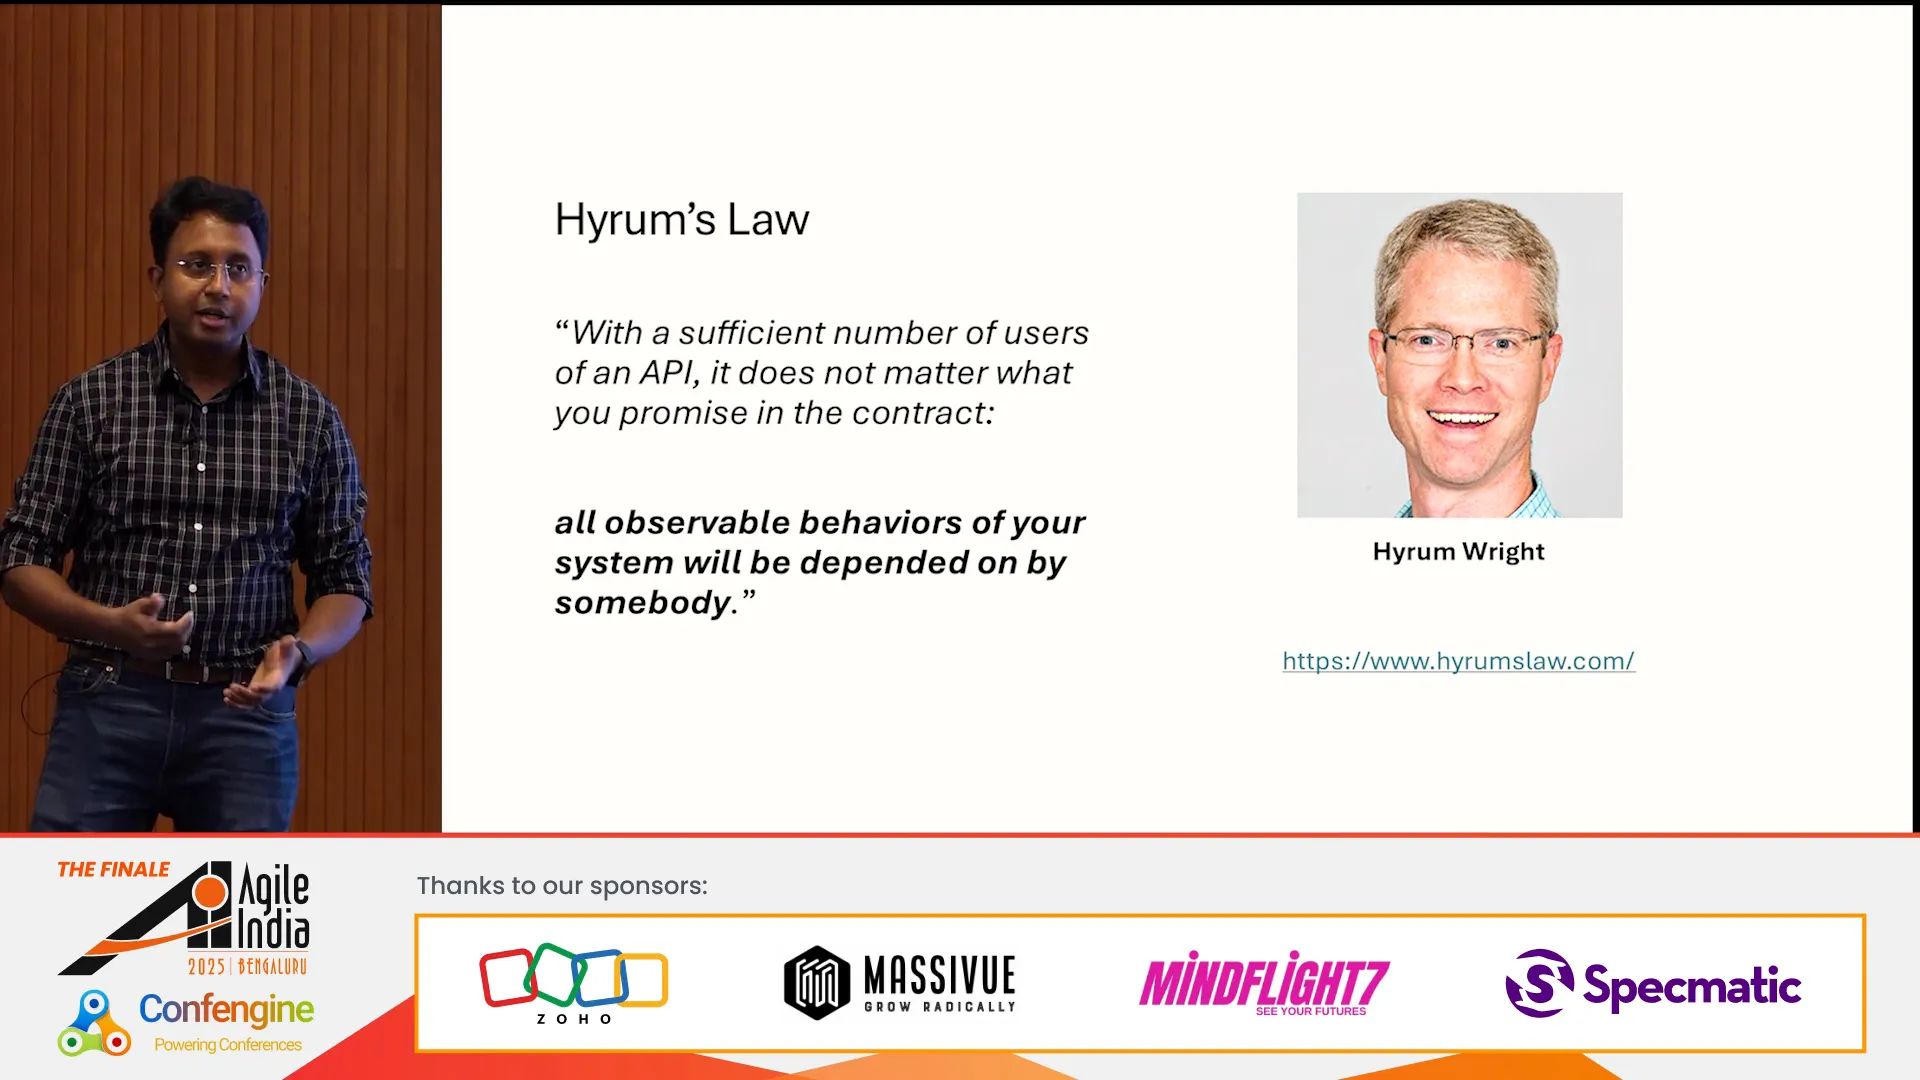 Hyrum’s Law
“With a sufficient number of users
of an API, it does not matter what
you promise in the contract:
all observable behaviors of your
system will be depended on by
somebody.”
Hyrum Wright
https://www.hyrumslaw.com/
THE FINALE
Agile
India
2025 | BENGALURU
Confengine
Powering Conferences
Thanks to our sponsors:
ZOHO
MASSIVUE
GROW RADICALLY
MiNDFLiGHT7
SEE YOUR FUTURES
Specmatic